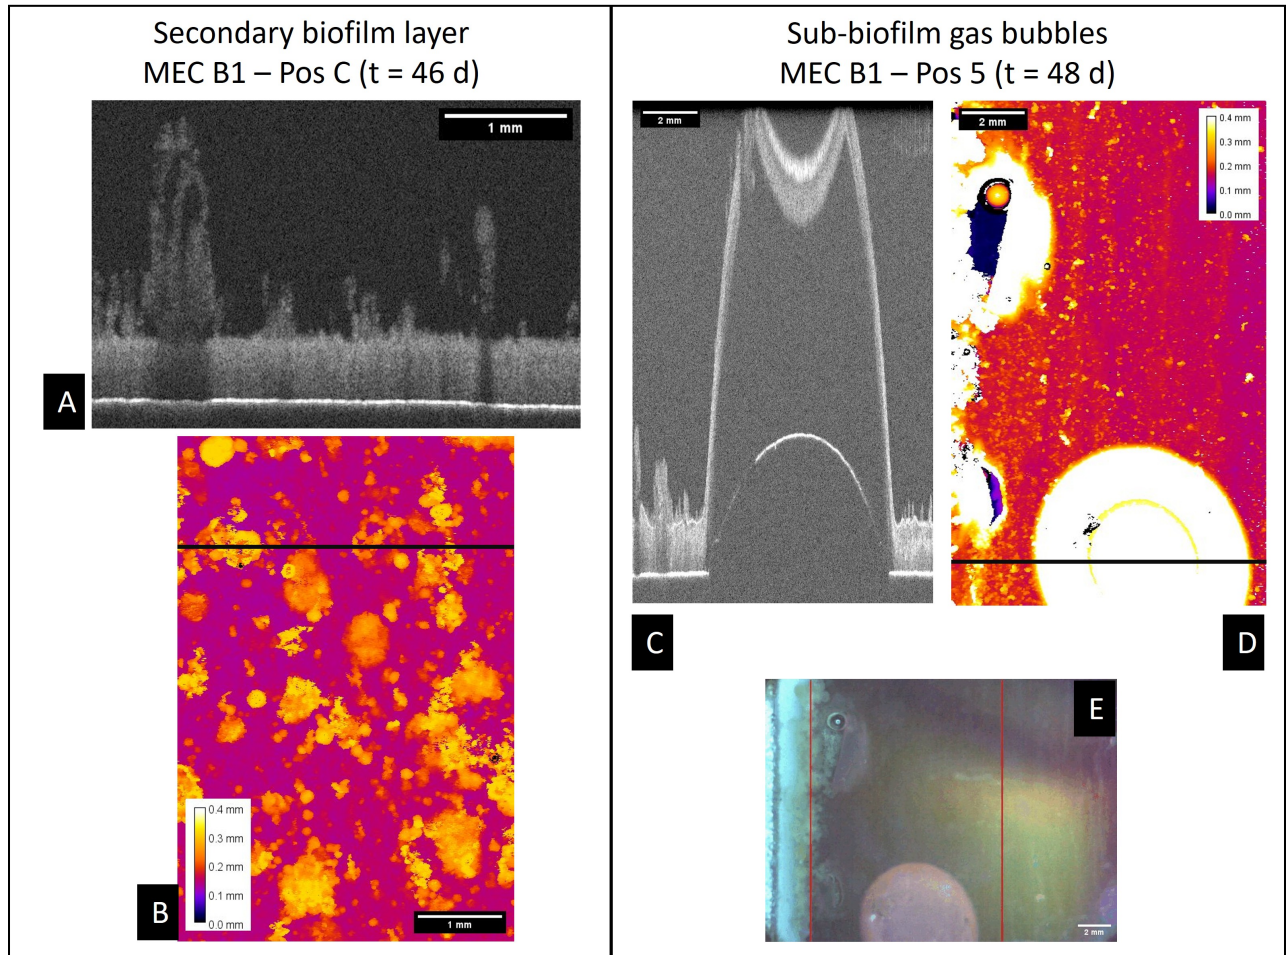 Secondary biofilm layer
MEC B1 – Pos C (t = 46 d)
1 mm
A
0.4 mm
0.3 mm
0.2 mm
0.1 mm
0.0 mm
1 mm
B
Sub-biofilm gas bubbles
MEC B1 – Pos 5 (t = 48 d)
2 mm
C
2 mm
0.4 mm
0.3 mm
0.2 mm
0.1 mm
0.0 mm
D
E
2 mm